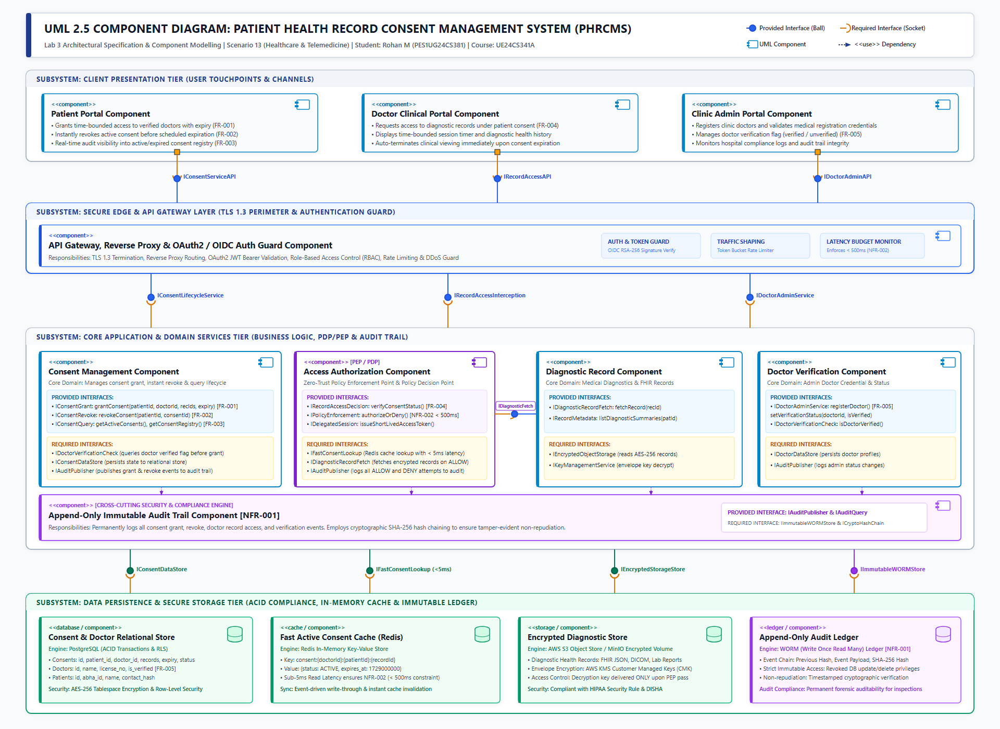 UML 2.5 COMPONENT DIAGRAM: PATIENT HEALTH RECORD CONSENT MANAGEMENT SYSTEM (PHRCMS)
Lab 3 Architectural Specification & Component Modelling | Scenario 13 (Healthcare & Telemedicine) | Student: Rohan M (PES1UG24CS381) | Course: UE24CS341A
Provided Interface (Ball)
Required Interface (Socket)
UML Component
<<use>> Dependency
SUBSYSTEM: CLIENT PRESENTATION TIER (USER TOUCHPOINTS & CHANNELS)
<<component>>
Patient Portal Component
• Grants time-bounded access to verified doctors with expiry (FR-001)
• Instantly revokes active consent before scheduled expiration (FR-002)
• Real-time audit visibility into active/expired consent registry (FR-003)
<<component>>
Doctor Clinical Portal Component
• Requests access to diagnostic records under patient consent (FR-004)
• Displays time-bounded session timer and diagnostic health history
• Auto-terminates clinical viewing immediately upon consent expiration
<<component>>
Clinic Admin Portal Component
• Registers clinic doctors and validates medical registration credentials
• Manages doctor verification flag (verified / unverified) (FR-005)
• Monitors hospital compliance logs and audit trail integrity
IConsentServiceAPI
IRecordAccessAPI
IDoctorAdminAPI
SUBSYSTEM: SECURE EDGE & API GATEWAY LAYER (TLS 1.3 PERIMETER & AUTHENTICATION GUARD)
<<component>>
API Gateway, Reverse Proxy & OAuth2 / OIDC Auth Guard Component
Responsibilities: TLS 1.3 Termination, Reverse Proxy Routing, OAuth2 JWT Bearer Validation, Role-Based Access Control (RBAC), Rate Limiting & DDoS Guard
AUTH & TOKEN GUARD
OIDC RSA-256 Signature Verify
TRAFFIC SHAPING
Token Bucket Rate Limiter
LATENCY BUDGET MONITOR
Enforces < 500ms (NFR-002)
IConsentLifecycleService
IRecordAccessInterception
IDoctorAdminService
SUBSYSTEM: CORE APPLICATION & DOMAIN SERVICES TIER (BUSINESS LOGIC, PDP/PEP & AUDIT TRAIL)
<<component>>
Consent Management Component
Core Domain: Manages consent grant, instant revoke & query lifecycle
PROVIDED INTERFACES:
• IConsentGrant: grantConsent(patientId, doctorId, recIds, expiry) [FR-001]
• IConsentRevoke: revokeConsent(patientId, consentId) [FR-002]
• IConsentQuery: getActiveConsents(), getConsentRegistry() [FR-003]
REQUIRED INTERFACES:
• IDoctorVerificationCheck (queries doctor verified flag before grant)
• IConsentDataStore (persists state to relational store)
• IAuditPublisher (publishes grant & revoke events to audit trail)
<<component>> [PEP / PDP]
Access Authorization Component
Zero-Trust Policy Enforcement Point & Policy Decision Point
PROVIDED INTERFACES:
• IRecordAccessDecision: verifyConsentStatus() [FR-004]
• IPolicyEnforcement: authorizeOrDeny() [NFR-002 < 500ms]
• IDelegatedSession: issueShortLivedAccessToken()
REQUIRED INTERFACES:
• IFastConsentLookup (Redis cache lookup with < 5ms latency)
• IDiagnosticRecordFetch (fetches encrypted records on ALLOW)
• IAuditPublisher (logs all ALLOW and DENY attempts to audit)
IDiagnosticFetch
<<component>>
Diagnostic Record Component
Core Domain: Medical Diagnostics & FHIR Records
PROVIDED INTERFACES:
• IDiagnosticRecordFetch: fetchRecord(recId)
• IRecordMetadata: listDiagnosticSummaries(patId)
REQUIRED INTERFACES:
• IEncryptedObjectStorage (reads AES-256 records)
• IKeyManagementService (envelope key decrypt)
<<component>>
Doctor Verification Component
Core Domain: Admin Doctor Credential & Status
PROVIDED INTERFACES:
• IDoctorAdminService: registerDoctor() [FR-005]
setVerificationStatus(doctorId, isVerified)
• IDoctorVerificationCheck: isDoctorVerified()
REQUIRED INTERFACES:
• IDoctorDataStore (persists doctor profiles)
• IAuditPublisher (logs admin status changes)
<<component>> [CROSS-CUTTING SECURITY & COMPLIANCE ENGINE]
Append-Only Immutable Audit Trail Component [NFR-001]
Responsibilities: Permanently logs all consent grant, revoke, doctor record access, and verification events. Employs cryptographic SHA-256 hash chaining to ensure tamper-evident non-repudiation.
PROVIDED INTERFACE: IAuditPublisher & IAuditQuery
REQUIRED INTERFACE: IImmutableWORMStore & ICryptoHashChain
IConsentDataStore
IFastConsentLookup (<5ms)
IEncryptedStorageStore
IImmutableWORMStore
SUBSYSTEM: DATA PERSISTENCE & SECURE STORAGE TIER (ACID COMPLIANCE, IN-MEMORY CACHE & IMMUTABLE LEDGER)
<<database / component>>
Consent & Doctor Relational Store
Engine: PostgreSQL (ACID Transactions & RLS)
• Consents: id, patient_id, doctor_id, records, expiry, status
• Doctors: id, name, license_no, is_verified [FR-005]
• Patients: id, abha_id, name, contact_hash
Security: AES-256 Tablespace Encryption & Row-Level Security
<<cache / component>>
Fast Active Consent Cache (Redis)
Engine: Redis In-Memory Key-Value Store
• Key: consent:{doctorId}:{patientId}:{recordId}
• Value: {status: ACTIVE, expires_at: 1729000000}
• Sub-5ms Read Latency ensures NFR-002 (< 500ms constraint)
Sync: Event-driven write-through & instant cache invalidation
<<storage / component>>
Encrypted Diagnostic Store
Engine: AWS S3 Object Store / MinIO Encrypted Volume
• Diagnostic Health Records: FHIR JSON, DICOM, Lab Reports
• Envelope Encryption: AWS KMS Customer Managed Keys (CMK)
• Access Control: Decryption key delivered ONLY upon PEP pass
Security: Compliant with HIPAA Security Rule & DISHA
<<ledger / component>>
Append-Only Audit Ledger
Engine: WORM (Write Once Read Many) Ledger [NFR-001]
• Event Chain: Previous Hash, Event Payload, SHA-256 Hash
• Strict Immutable Access: Revoked DB update/delete privileges
• Non-repudiation: Timestamped cryptographic verification
Audit Compliance: Permanent forensic auditability for inspections